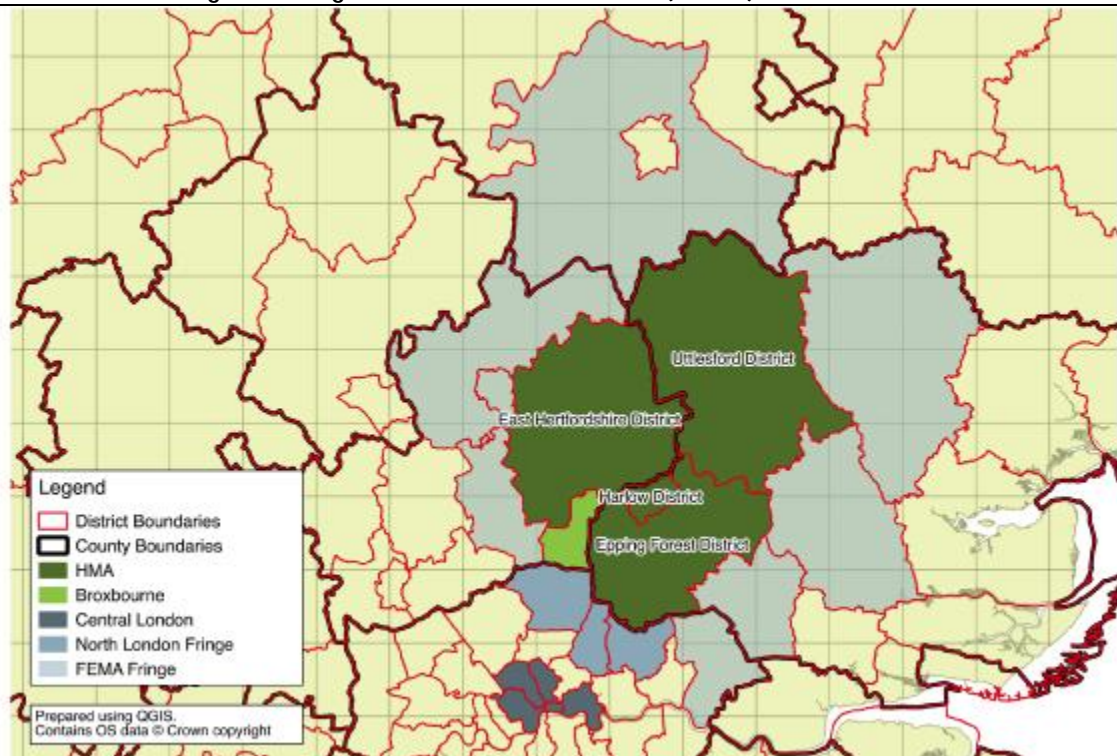 Uttlesford District
East Hertfordshire District
Harlow District
Epping Forest District
Legend
District Boundaries
County Boundaries
HMA
Broxbourne
Central London
North London Fringe
FEMA Fringe
Prepared using QGIS.
Contains OS data © Crown copyright